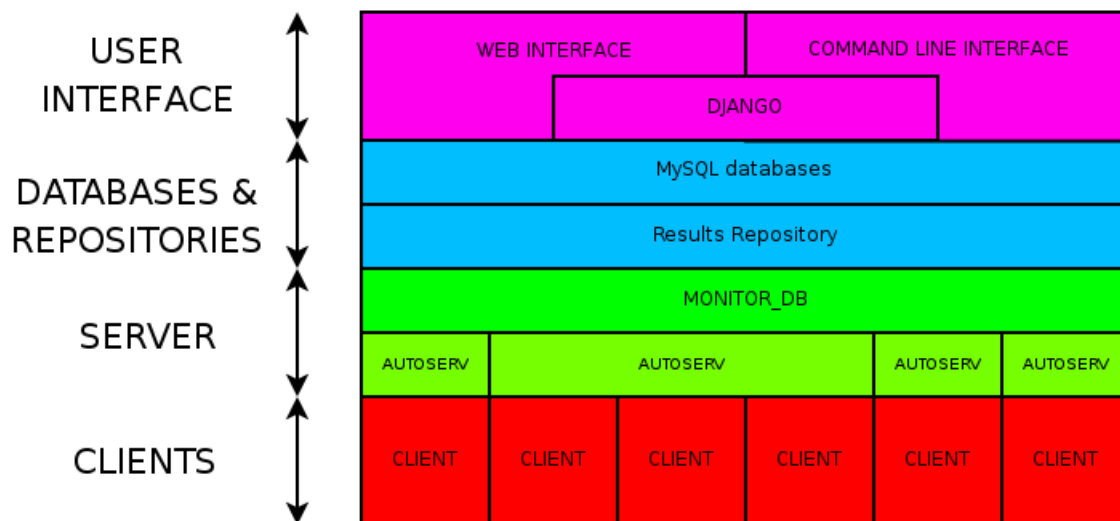 USER
INTERFACE
WEB INTERFACE
COMMAND LINE INTERFACE
DJANGO
DATABASES &
REPOSITORIES
MySQL databases
Results Repository
SERVER
MONITOR_DB
AUTOSERV
AUTOSERV
AUTOSERV
AUTOSERV
CLIENTS
CLIENT
CLIENT
CLIENT
CLIENT
CLIENT
CLIENT